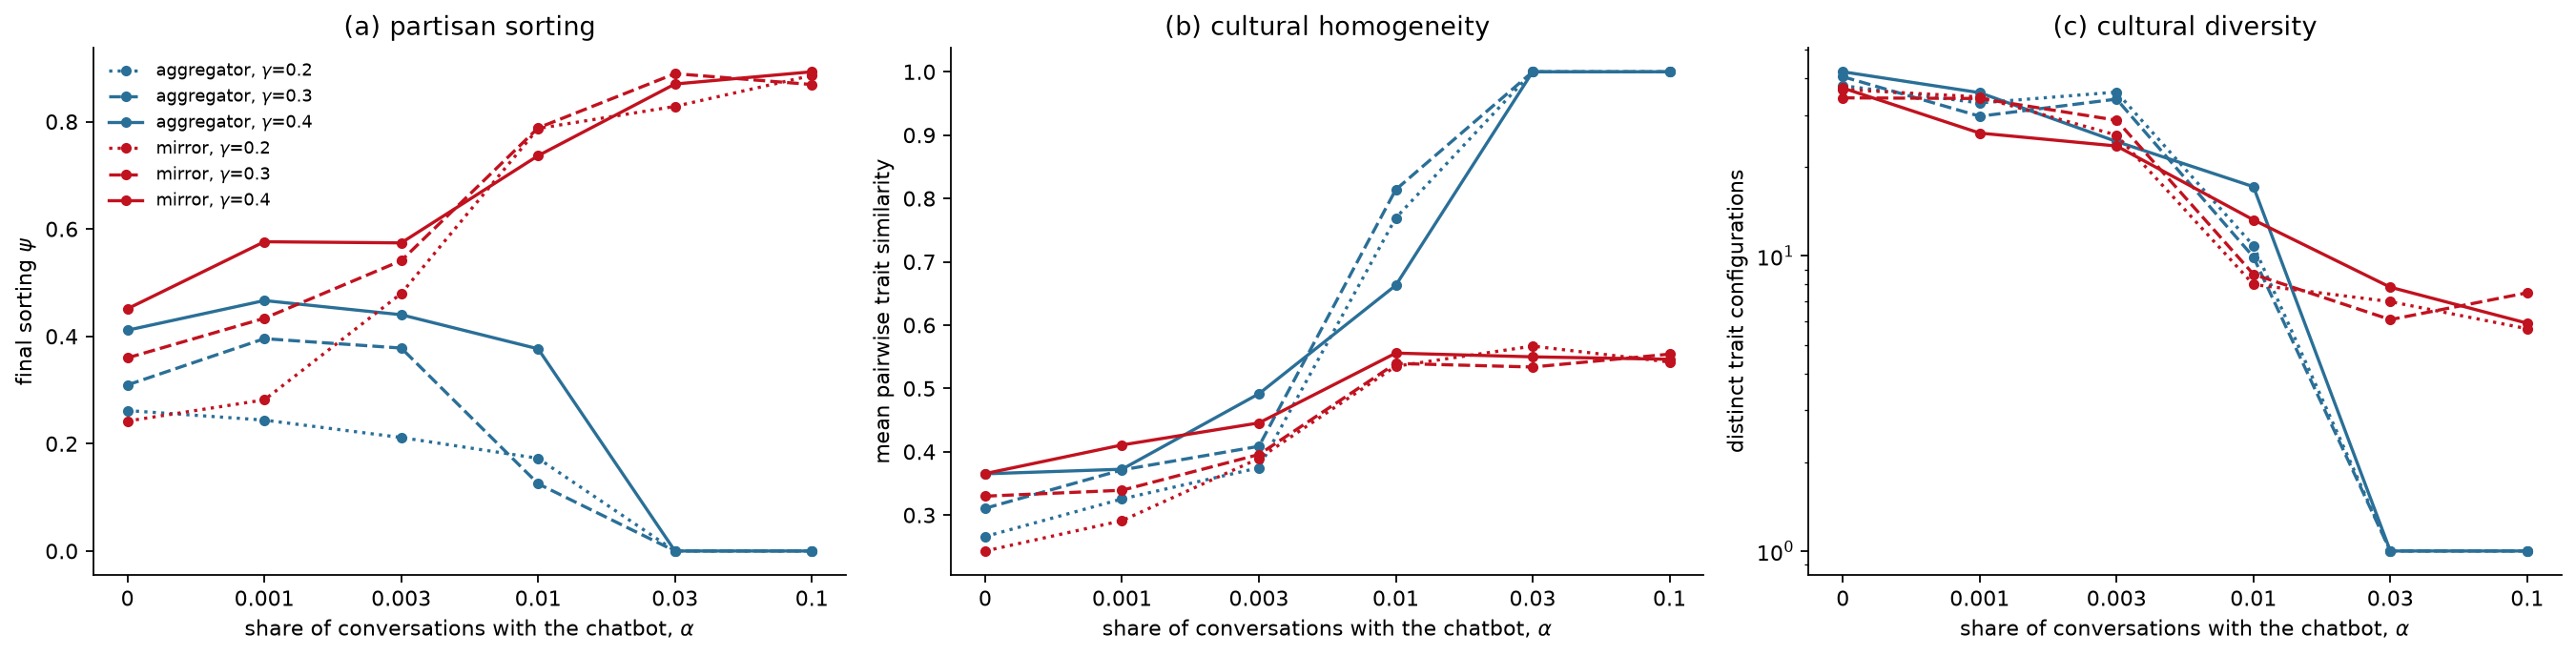 (a) partisan sorting
aggregator, γ=0.2
aggregator, γ=0.3
aggregator, γ=0.4
mirror, γ=0.2
mirror, γ=0.3
mirror, γ=0.4
final sorting ψ
0.8
0.6
0.4
0.2
0.0
0 0.001 0.003 0.01 0.03 0.1
share of conversations with the chatbot, α
(b) cultural homogeneity
mean pairwise trait similarity
1.0
0.9
0.8
0.7
0.6
0.5
0.4
0.3
0 0.001 0.003 0.01 0.03 0.1
share of conversations with the chatbot, α
(c) cultural diversity
distinct trait configurations
10¹
10⁰
0 0.001 0.003 0.01 0.03 0.1
share of conversations with the chatbot, α